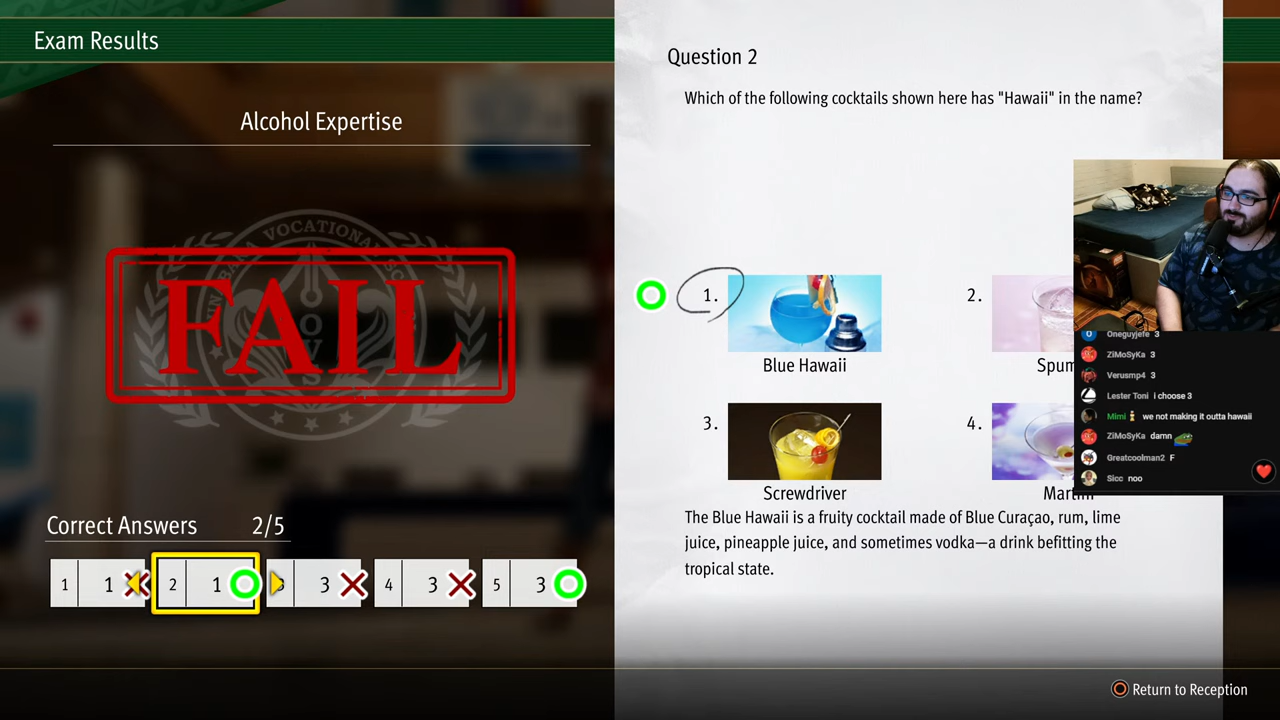 Exam Results
Alcohol Expertise
FAIL
Correct Answers 2/5
1 1
2 1
3
4 3
5 3
Question 2
Which of the following cocktails shown here has "Hawaii" in the name?
1.
Blue Hawaii
2.
3.
Screwdriver
4.
The Blue Hawaii is a fruity cocktail made of Blue Curaçao, rum, lime
juice, pineapple juice, and sometimes vodka—a drink befitting the
tropical state.
Oneguyjefe 3
ZiMoSyKa 3
Verusmp4 3
Lester Toni i choose 3
Mimi we not making it outta hawaii
ZiMoSyKa damn
Greatcoolman2 F
Sicc noo
Return to Reception